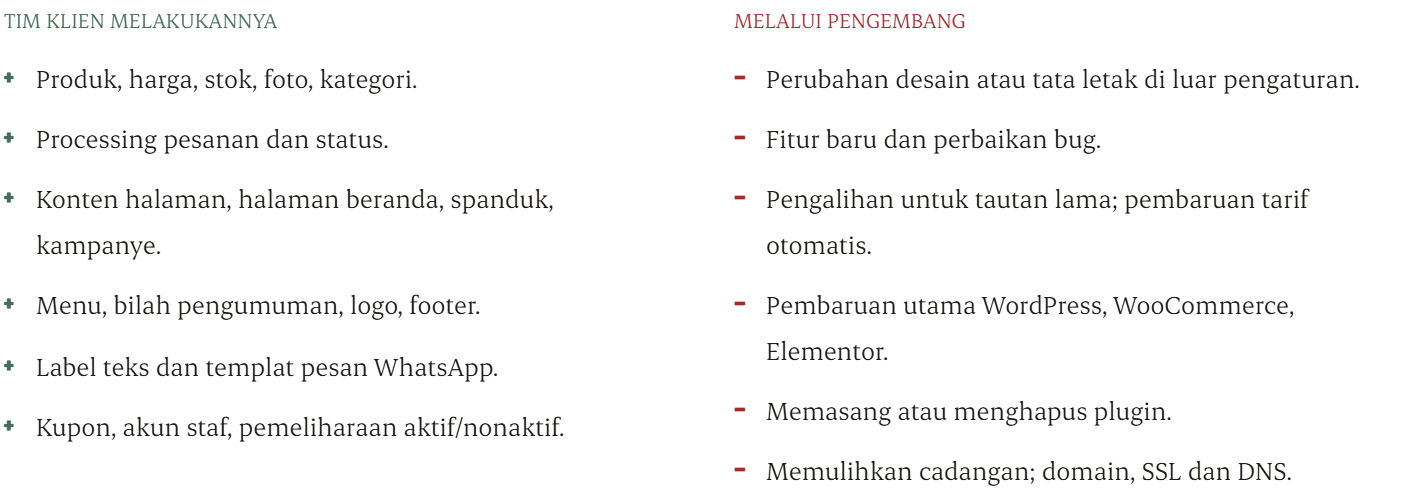 TIM KLIEN MELAKUKANNYA
+ Produk, harga, stok, foto, kategori.
+ Processing pesanan dan status.
+ Konten halaman, halaman beranda, spanduk,
kampanye.
+ Menu, bilah pengumuman, logo, footer.
+ Label teks dan templat pesan WhatsApp.
+ Kupon, akun staf, pemeliharaan aktif/nonaktif.
MELALUI PENGEMBANG
– Perubahan desain atau tata letak di luar pengaturan.
– Fitur baru dan perbaikan bug.
– Pengalihan untuk tautan lama; pembaruan tarif
otomatis.
– Pembaruan utama WordPress, WooCommerce,
Elementor.
– Memasang atau menghapus plugin.
– Memulihkan cadangan; domain, SSL dan DNS.